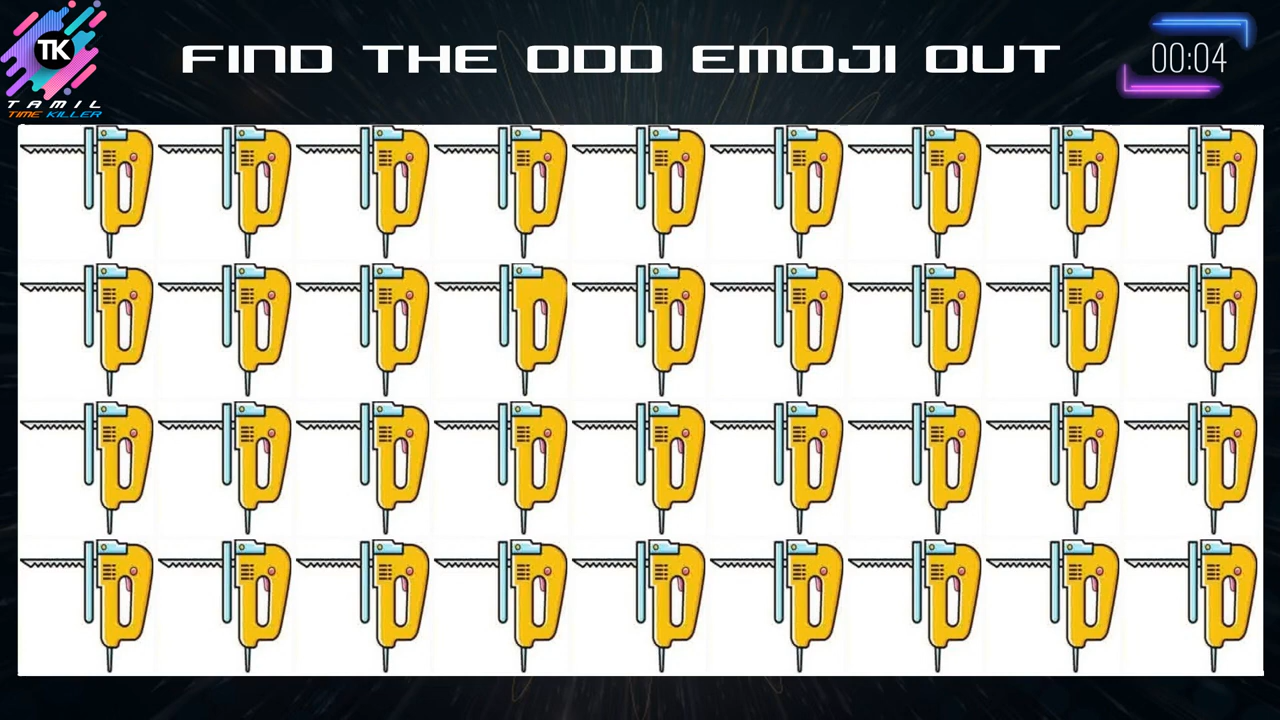 TK
TAMIL
TIME KILLER
FIND THE ODD EMOJI OUT
00:04